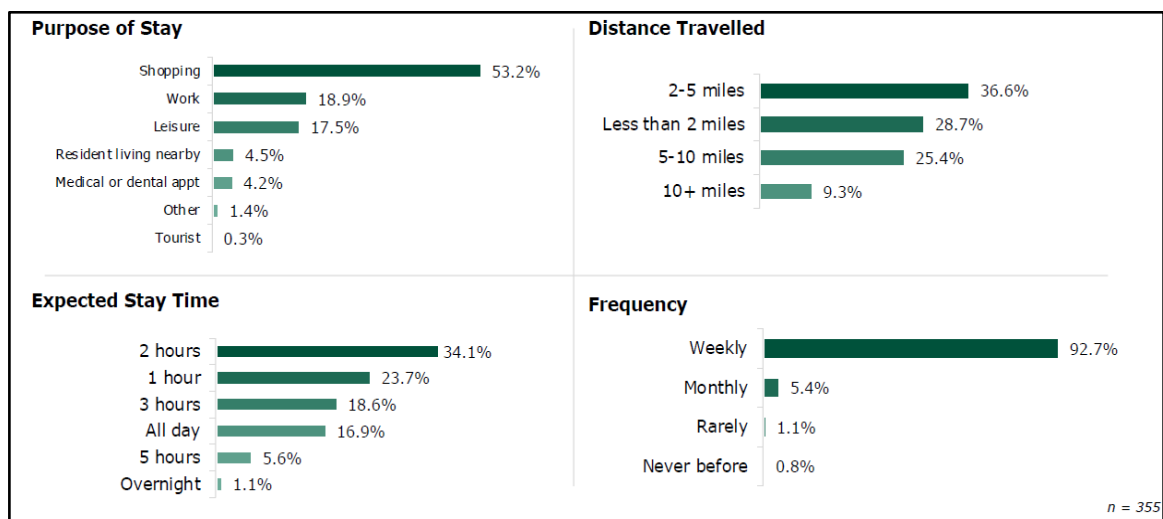 Purpose of Stay
Shopping 53.2%
Work 18.9%
Leisure 17.5%
Resident living nearby 4.5%
Medical or dental appt 4.2%
Other 1.4%
Tourist 0.3%
Distance Travelled
2-5 miles 36.6%
Less than 2 miles 28.7%
5-10 miles 25.4%
10+ miles 9.3%
Expected Stay Time
2 hours 34.1%
1 hour 23.7%
3 hours 18.6%
All day 16.9%
5 hours 5.6%
Overnight 1.1%
Frequency
Weekly 92.7%
Monthly 5.4%
Rarely 1.1%
Never before 0.8%
n = 355